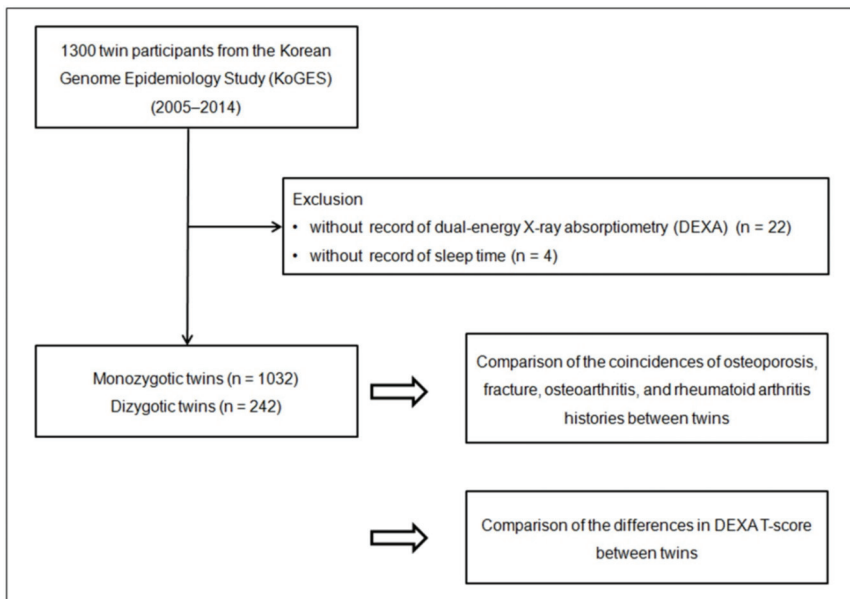 1300 twin participants from the Korean
Genome Epidemiology Study (KoGES)
(2005–2014)
Exclusion
• without record of dual-energy X-ray absorptiometry (DEXA) (n = 22)
• without record of sleep time (n = 4)
Monozygotic twins (n = 1032)
Dizygotic twins (n = 242)
Comparison of the coincidences of osteoporosis,
fracture, osteoarthritis, and rheumatoid arthritis
histories between twins
Comparison of the differences in DEXA T-score
between twins